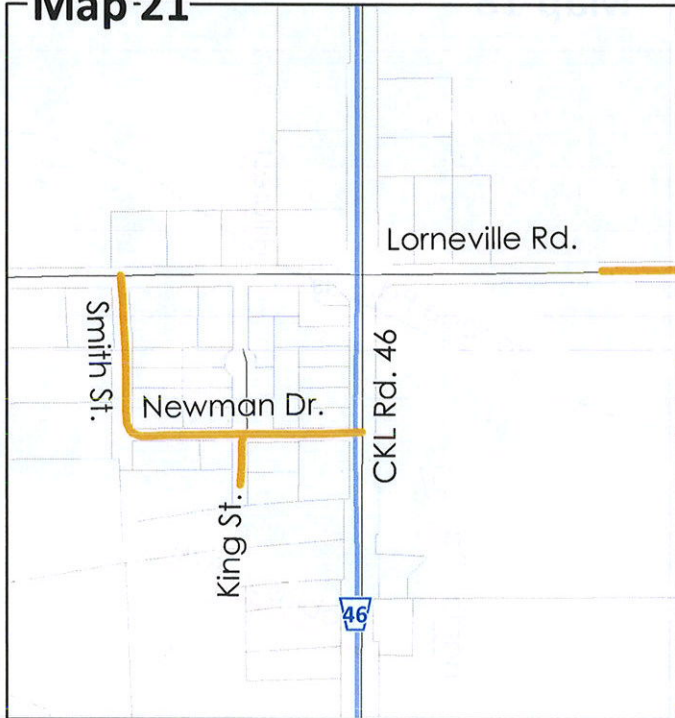 Map 21
Lorneville Rd.
Smith St.
Newman Dr.
CKL Rd. 46
King St.
46